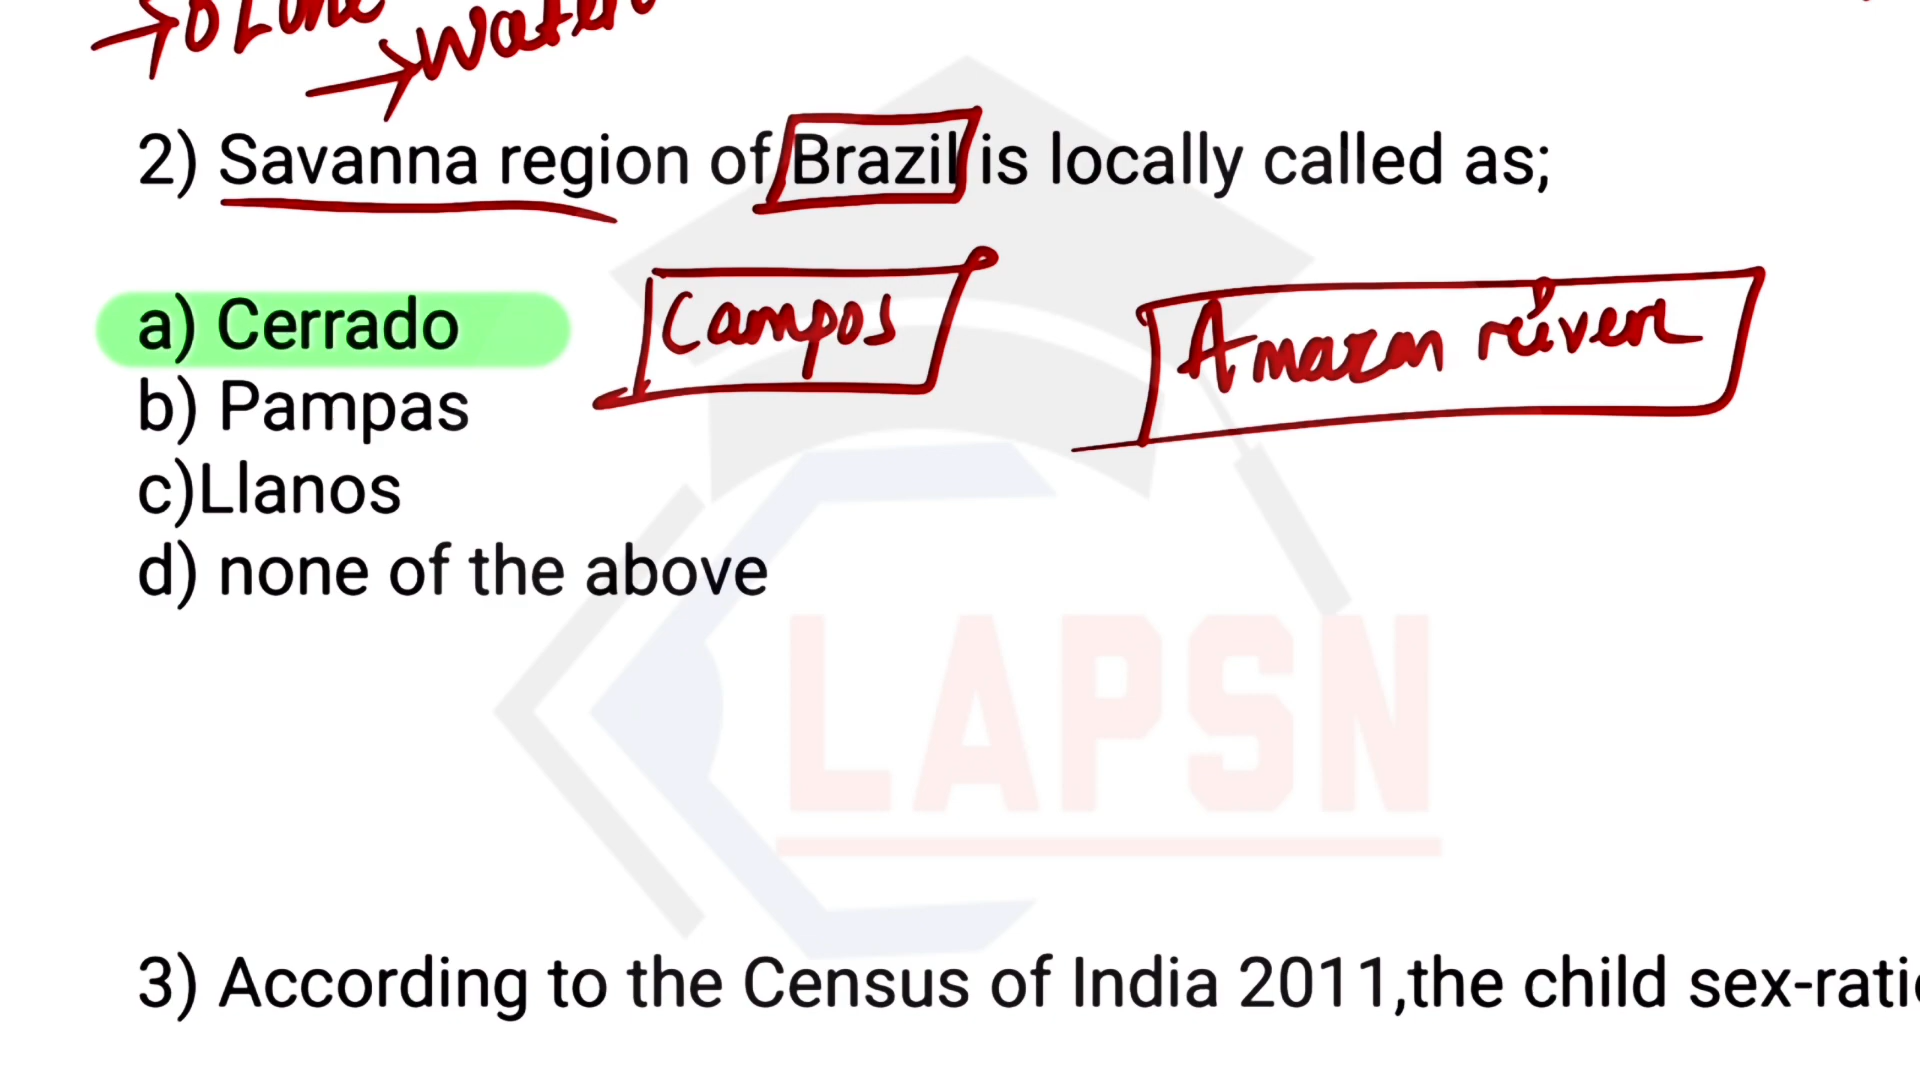 →Water
2) Savanna region of Brazil is locally called as;
a) Cerrado
Campos
Amazon river
b) Pampas
c)Llanos
d) none of the above
LAPSN
3) According to the Census of India 2011,the child sex-rati